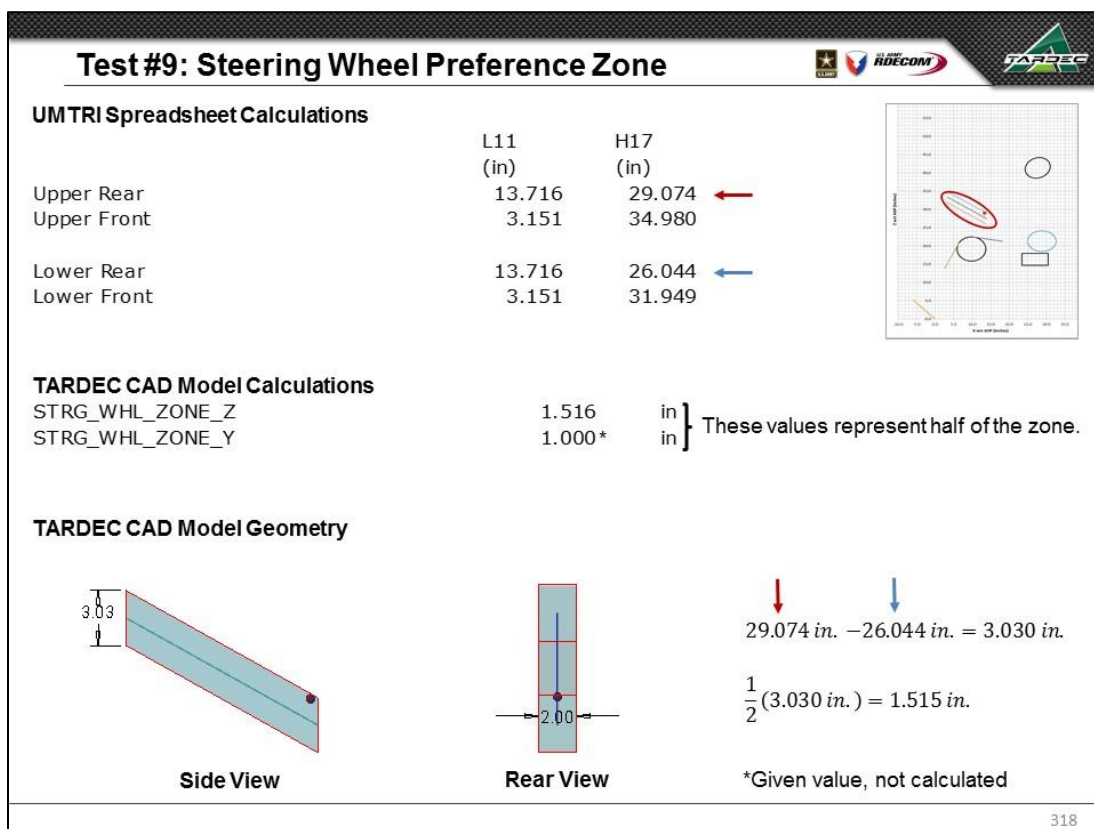 Test #9: Steering Wheel Preference Zone
U.S. ARMY
U.S. ARMY
RDECOM
TARDEC
UMTRI Spreadsheet Calculations
L11 H17
(in) (in)
Upper Rear 13.716 29.074
Upper Front 3.151 34.980
Lower Rear 13.716 26.044
Lower Front 3.151 31.949
TARDEC CAD Model Calculations
STRG_WHL_ZONE_Z 1.516 in
STRG_WHL_ZONE_Y 1.000* in
These values represent half of the zone.
TARDEC CAD Model Geometry
3.03
2.00
29.074 in. −26.044 in. = 3.030 in.
1/2 (3.030 in.) = 1.515 in.
Side View
Rear View
*Given value, not calculated
318